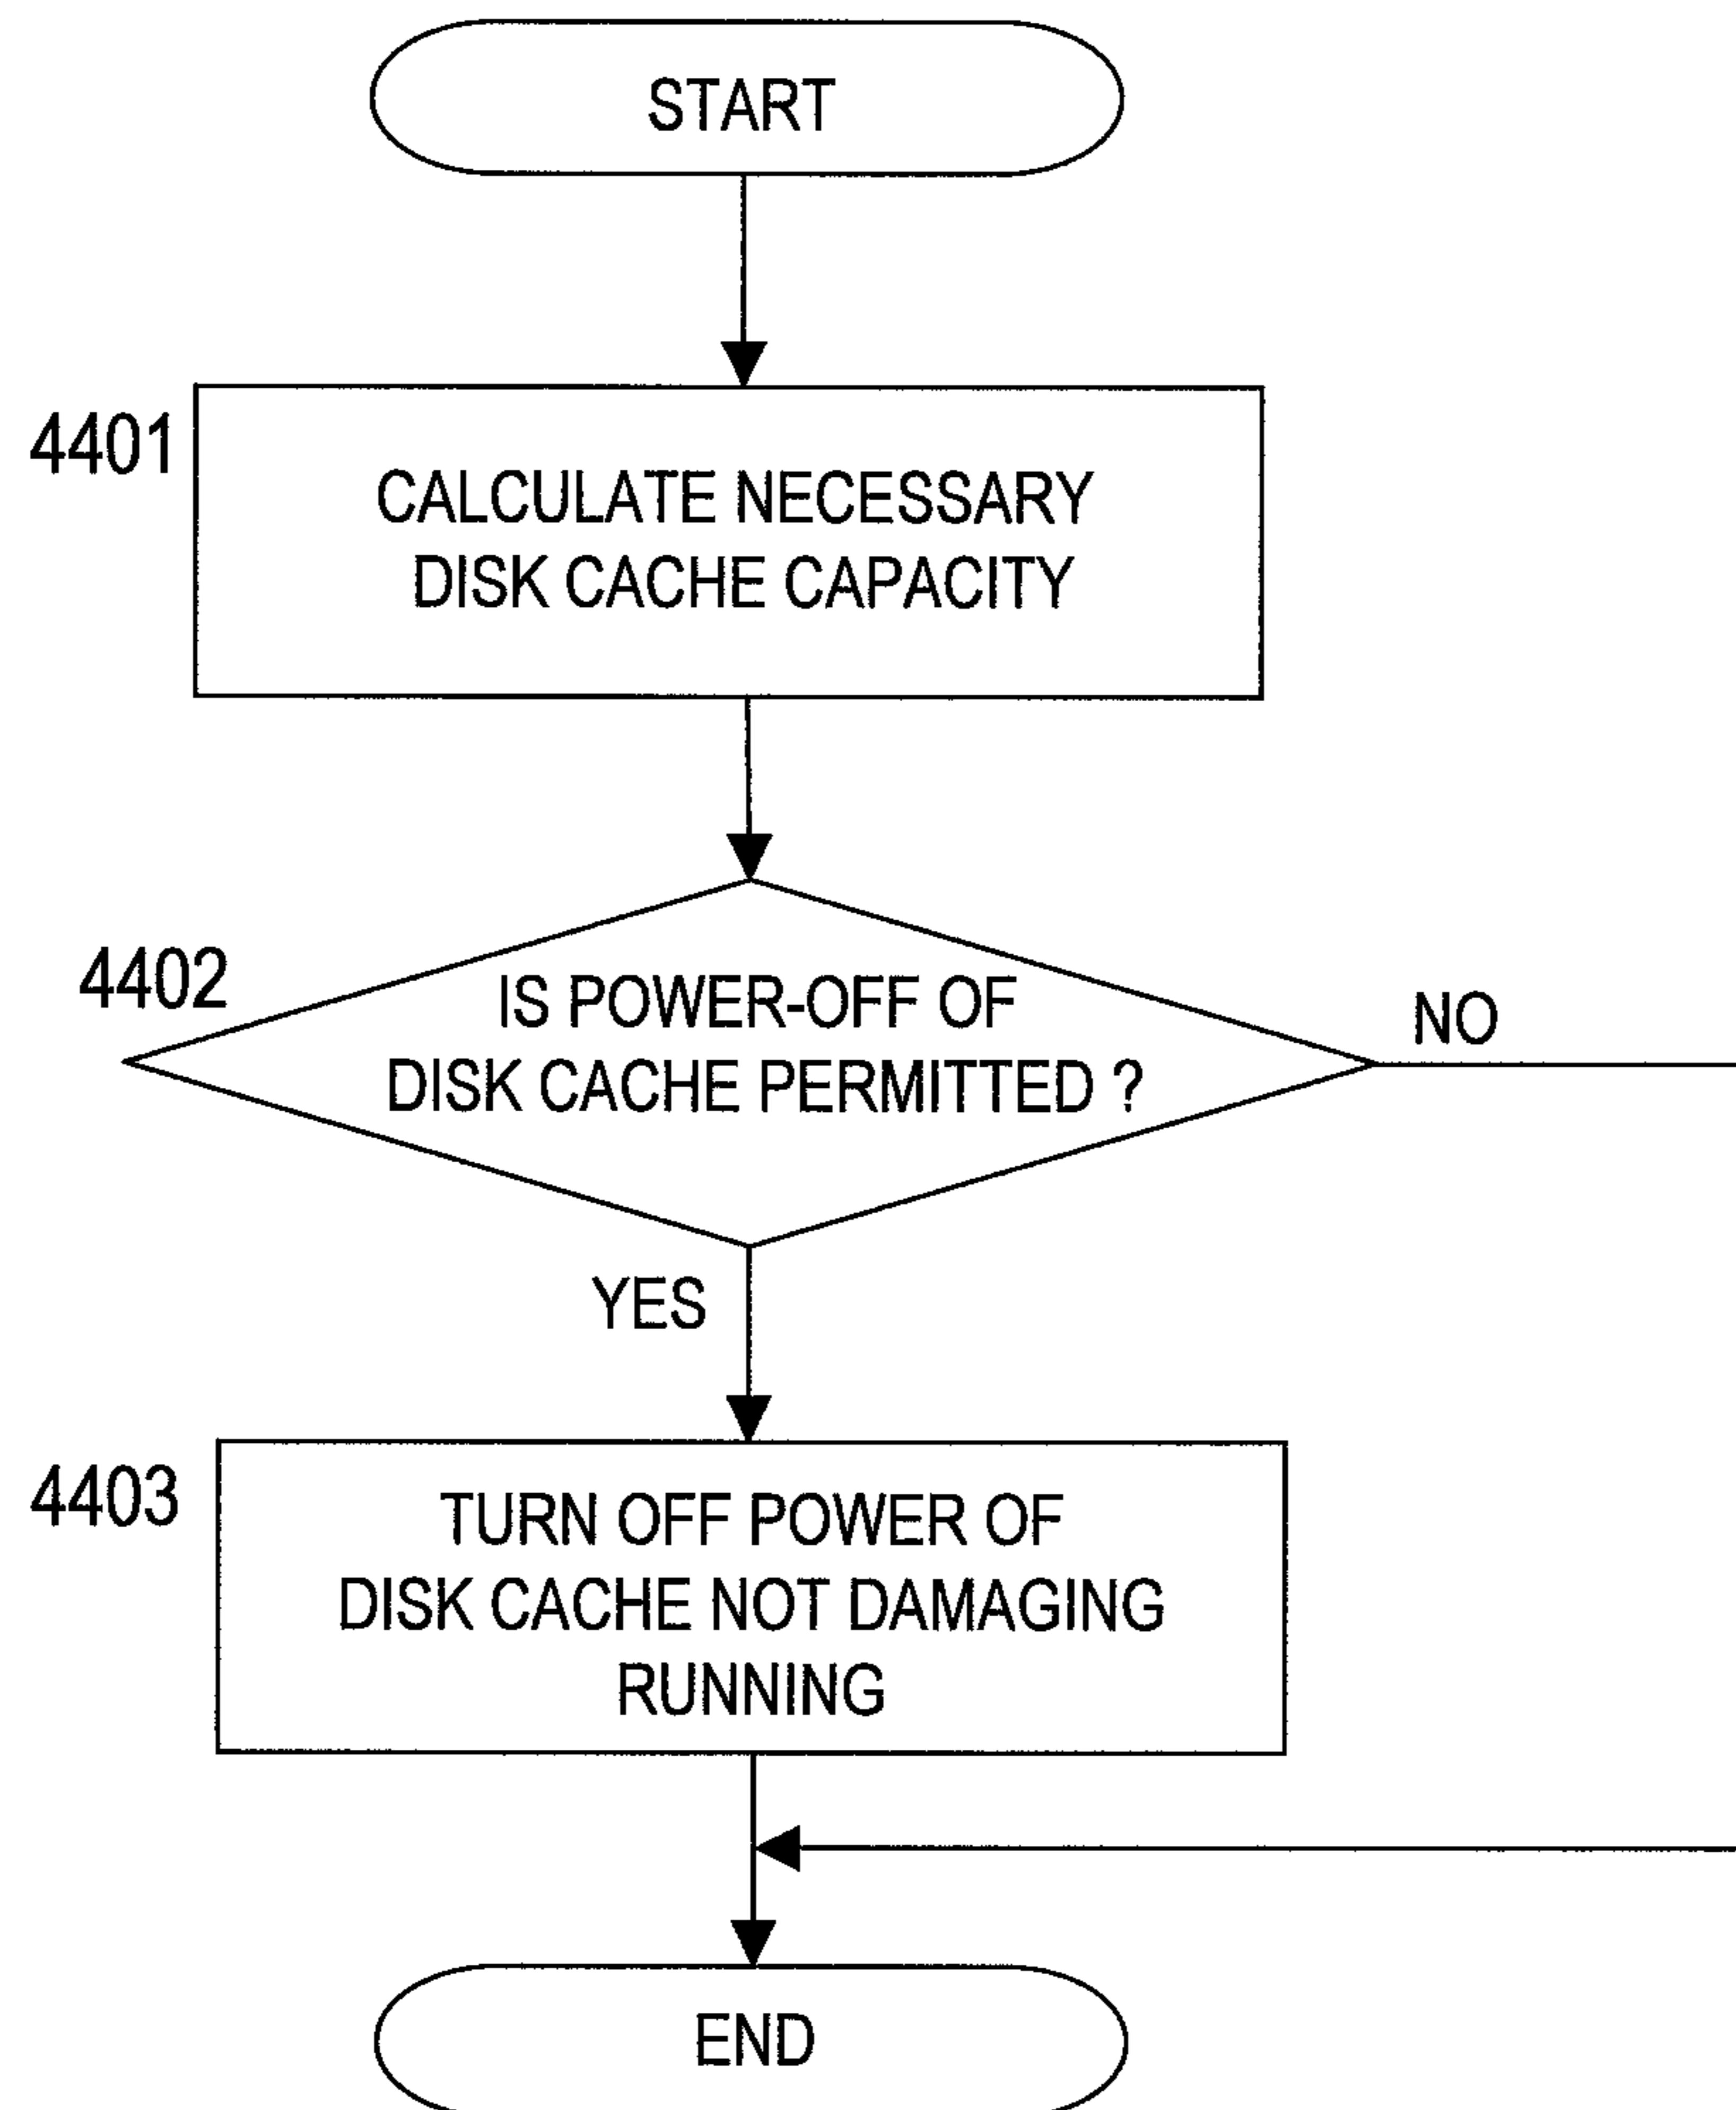 START
4401
CALCULATE NECESSARY
DISK CACHE CAPACITY
4402
IS POWER-OFF OF
DISK CACHE PERMITTED ?
NO
YES
4403
TURN OFF POWER OF
DISK CACHE NOT DAMAGING
RUNNING
END